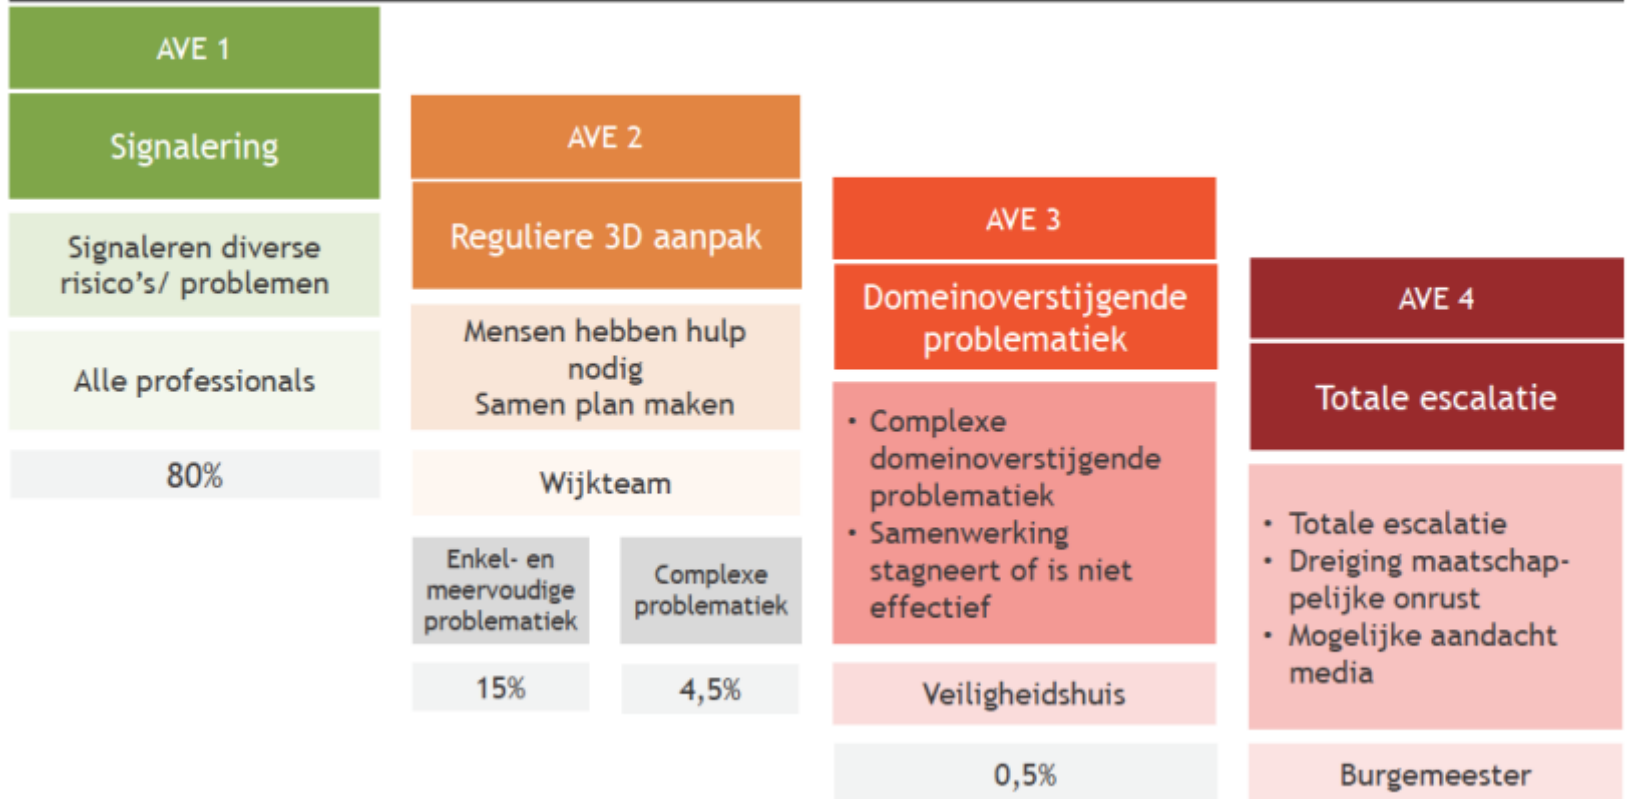 AVE 1
Signalering
Signaleren diverse
risico's/ problemen
Alle professionals
80%
AVE 2
Reguliere 3D aanpak
Mensen hebben hulp
nodig
Samen plan maken
Wijkteam
Enkel- en
meervoudige
problematiek
15%
Complexe
problematiek
4,5%
AVE 3
Domeinoverstijgende
problematiek
• Complexe
domeinoverstijgende
problematiek
• Samenwerking
stagneert of is niet
effectief
Veiligheidshuis
0,5%
AVE 4
Totale escalatie
• Totale escalatie
• Dreiging maatschap-
pelijke onrust
• Mogelijke aandacht
media
Burgemeester